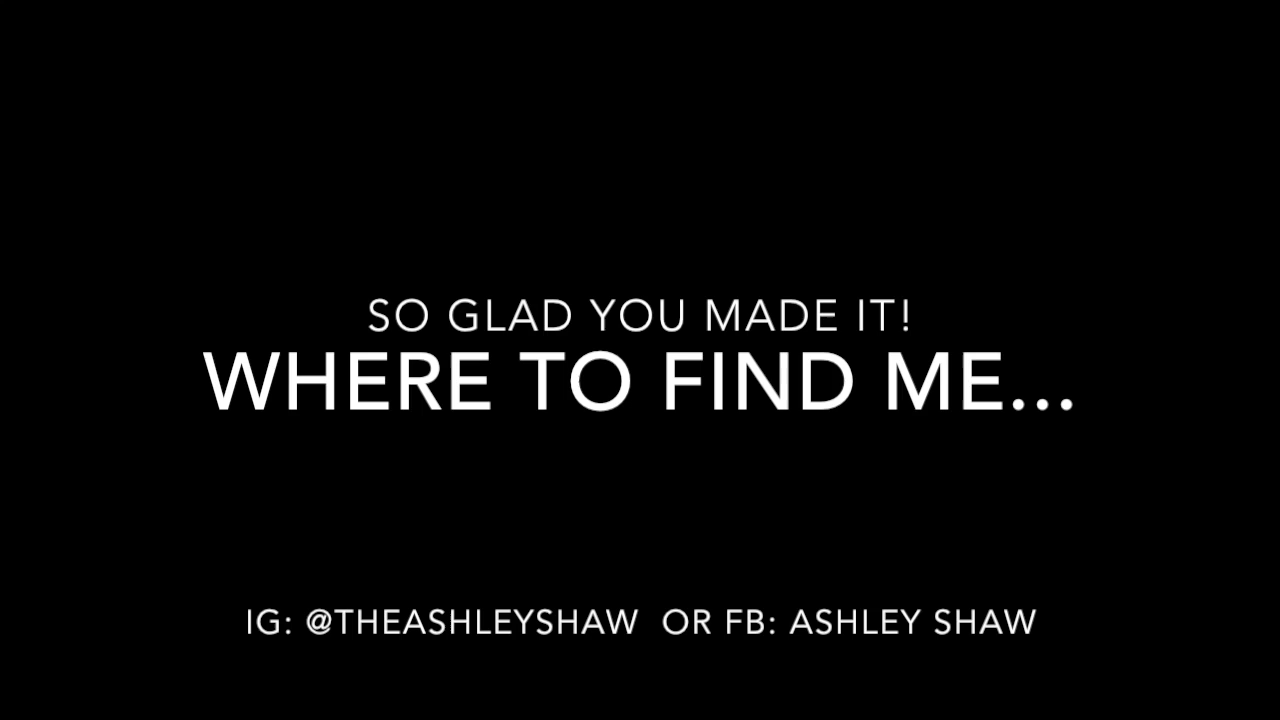 SO GLAD YOU MADE IT!
WHERE TO FIND ME...
IG: @THEASHLEYSHAW OR FB: ASHLEY SHAW